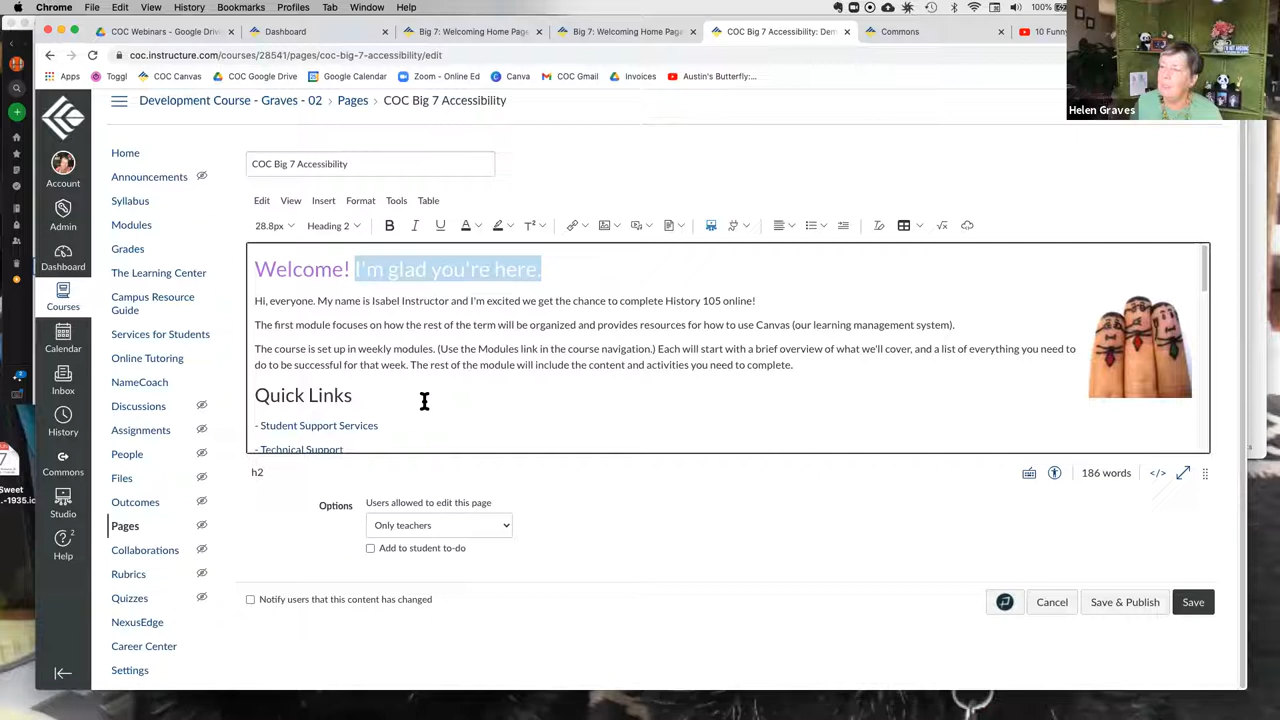 Chrome File Edit View History Bookmarks Profiles Tab Window Help
100%
COC Webinars - Google Driv
Dashboard
Big 7: Welcoming Home Pag
Big 7: Welcoming Home Pag
COC Big 7 Accessibility: Dem
Commons
10 Funny
coc.instructure.com/courses/28541/pages/coc-big-7-accessibility/edit
Apps
Toggl
COC Canvas
COC Google Drive
Google Calendar
Zoom - Online Ed
Canva
COC Gmail
Invoices
Austin's Butterfly:...
Helen Graves
Development Course - Graves - 02
Pages
COC Big 7 Accessibility
Account
Admin
Dashboard
Courses
Calendar
Inbox
History
Commons
Studio
2
Help
Home
Announcements
Syllabus
Modules
Grades
The Learning Center
Campus Resource
Guide
Services for Students
Online Tutoring
NameCoach
Discussions
Assignments
People
Files
Outcomes
Pages
Collaborations
Rubrics
Quizzes
NexusEdge
Career Center
Settings
COC Big 7 Accessibility
Edit View Insert Format Tools Table
28.8px Heading 2 B I U A T²
Welcome! I'm glad you're here.
Hi, everyone. My name is Isabel Instructor and I'm excited we get the chance to complete History 105 online!
The first module focuses on how the rest of the term will be organized and provides resources for how to use Canvas (our learning management system).
The course is set up in weekly modules. (Use the Modules link in the course navigation.) Each will start with a brief overview of what we'll cover, and a list of everything you need to
do to be successful for that week. The rest of the module will include the content and activities you need to complete.
Quick Links
- Student Support Services
- Technical Support
h2
186 words
</>
Options
Users allowed to edit this page
Only teachers
Add to student to-do
Notify users that this content has changed
Cancel
Save & Publish
Save
7
Sweet
.-1935.ic